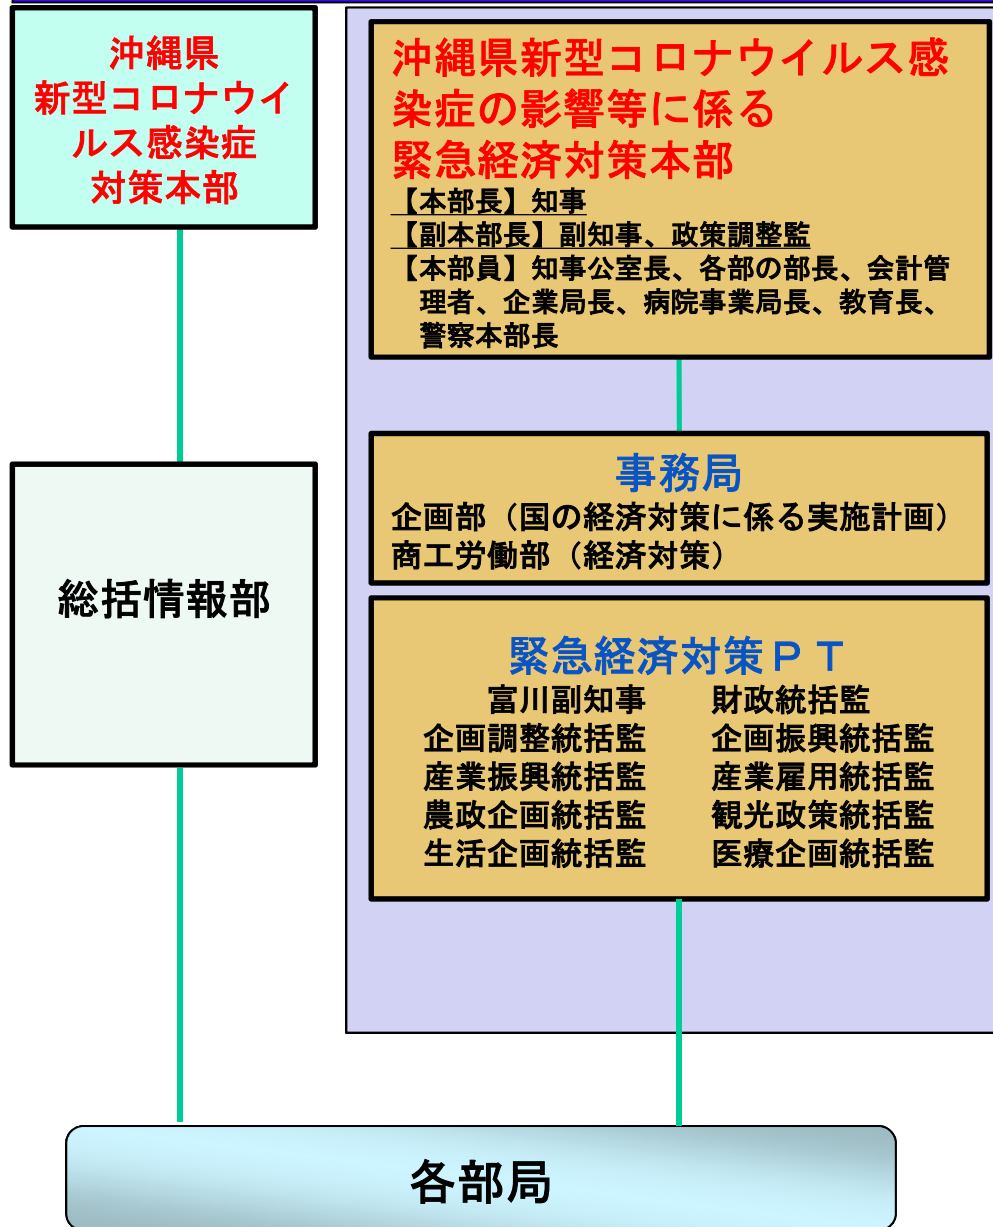 沖縄県
新型コロナウイ
ルス感染症
対策本部
総括情報部
沖縄県新型コロナウイルス感
染症の影響等に係る
緊急経済対策本部
【本部長】知事
【副本部長】副知事、政策調整監
【本部員】知事公室長、各部の部長、会計管
理者、企業局長、病院事業局長、教育長、
警察本部長
事務局
企画部（国の経済対策に係る実施計画）
商工労働部（経済対策）
緊急経済対策ＰＴ
富川副知事　　財政統括監
企画調整統括監　　企画振興統括監
産業振興統括監　　産業雇用統括監
農政企画統括監　　観光政策統括監
生活企画統括監　　医療企画統括監
各部局